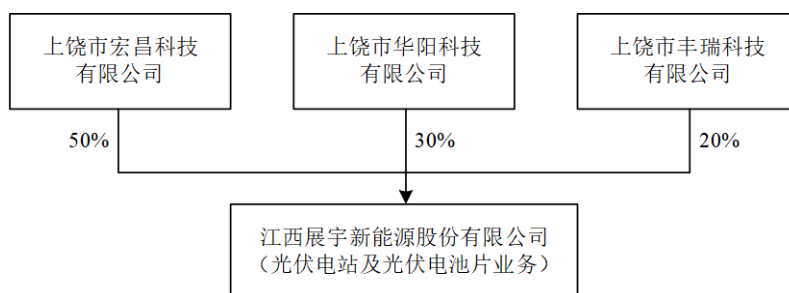 上饶市宏昌科技
有限公司
上饶市华阳科技
有限公司
上饶市丰瑞科技
有限公司
50%
30%
20%
江西展宇新能源股份有限公司
（光伏电站及光伏电池片业务）